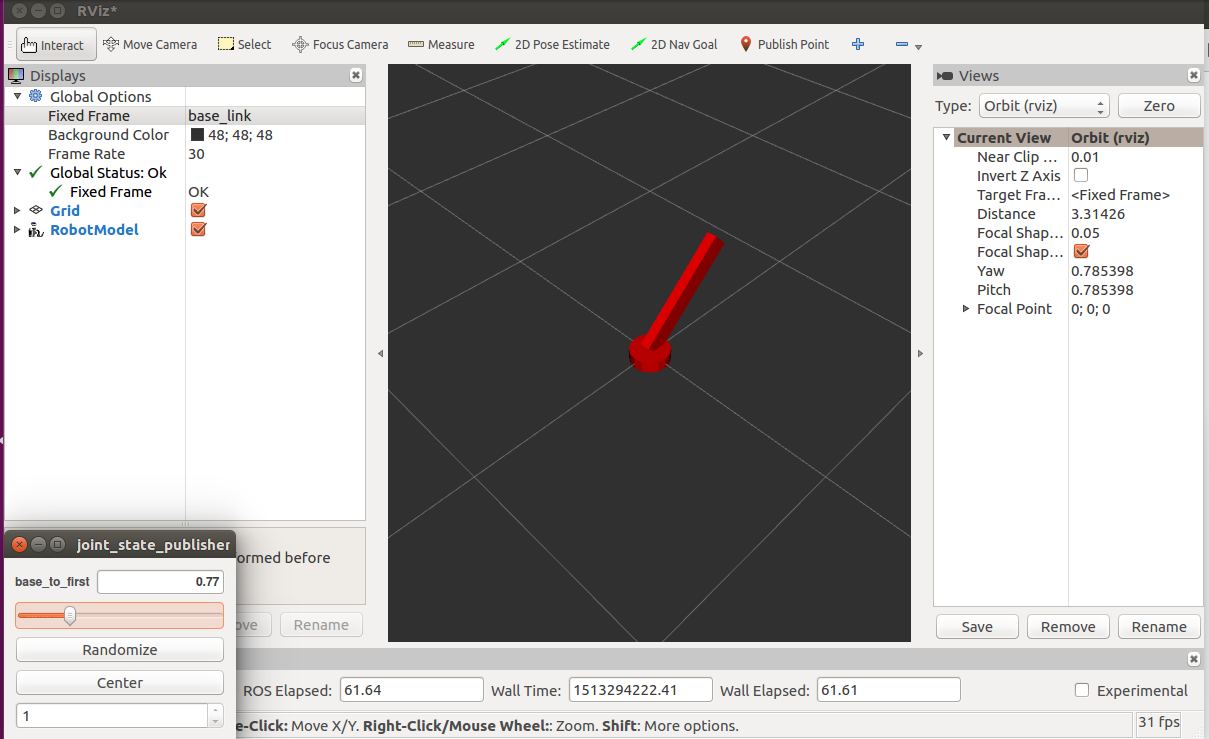 RViz*
Interact Move Camera Select Focus Camera Measure 2D Pose Estimate 2D Nav Goal Publish Point
Displays
Global Options
Fixed Frame base_link
Background Color 48; 48; 48
Frame Rate 30
Global Status: Ok
Fixed Frame OK
Grid
RobotModel
Views
Type: Orbit (rviz) Zero
Current View Orbit (rviz)
Near Clip ... 0.01
Invert Z Axis
Target Fra... <Fixed Frame>
Distance 3.31426
Focal Shap... 0.05
Focal Shap...
Yaw 0.785398
Pitch 0.785398
Focal Point 0; 0; 0
Save Remove Rename
joint_state_publisher
base_to_first 0.77
Randomize
Center
1
ormed before
ove Rename
ROS Elapsed: 61.64 Wall Time: 1513294222.41 Wall Elapsed: 61.61 Experimental
e-Click: Move X/Y. Right-Click/Mouse Wheel:: Zoom. Shift: More options. 31 fps